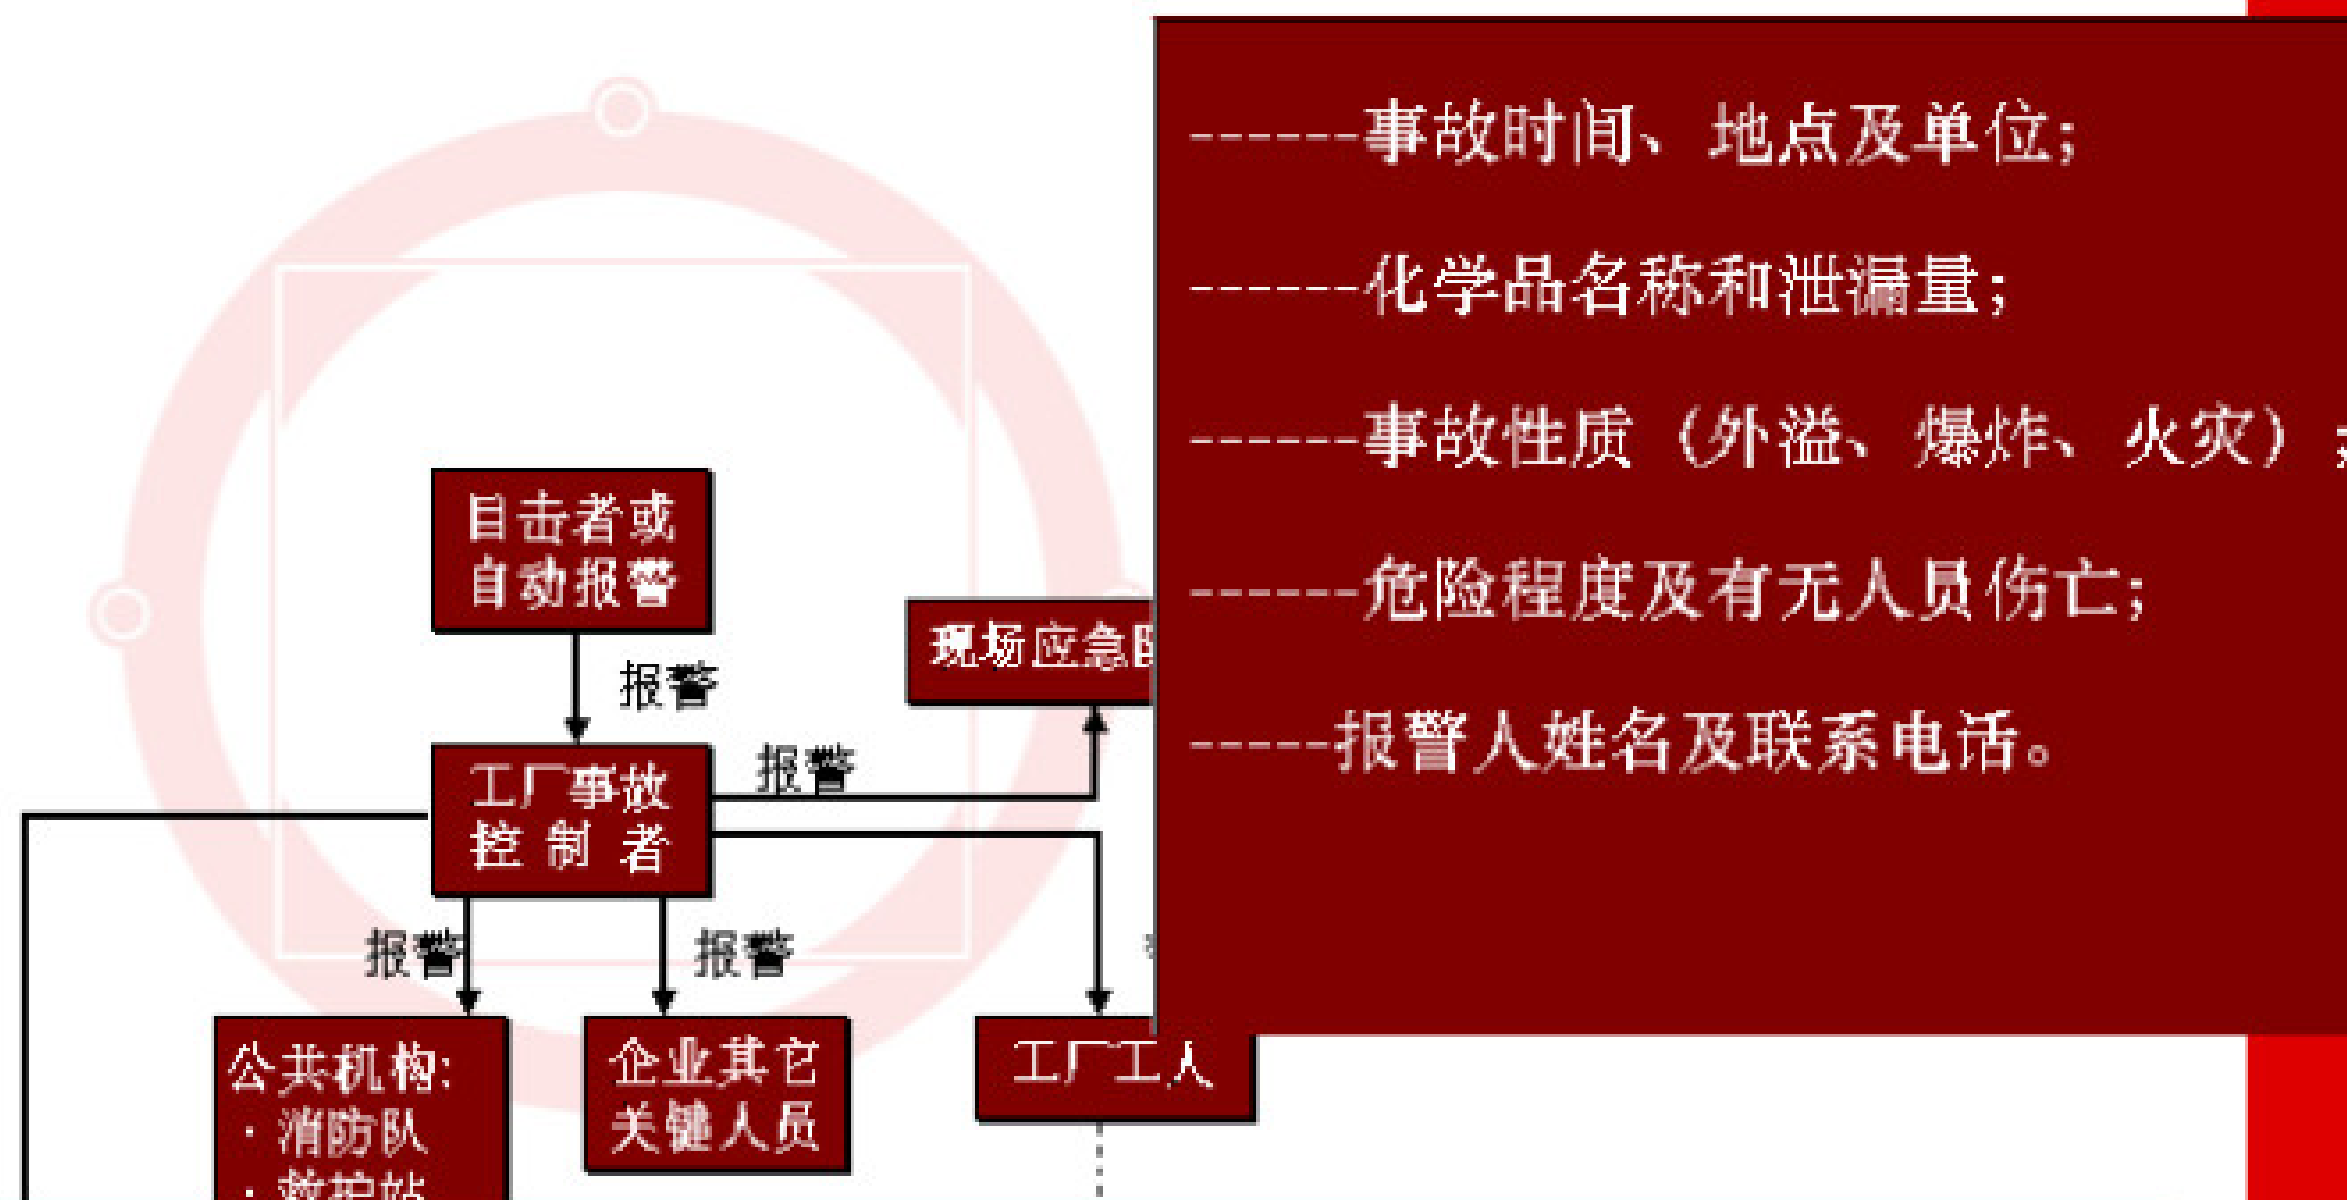 ------事故时间、地点及单位;
------化学品名称和泄漏量;
------事故性质（外溢、爆炸、火灾）;
------危险程度及有无人员伤亡;
-----报警人姓名及联系电话。
目击者或
自动报警
报警
现场应急
报警
工厂事故
控制者
报警
报警
公共机构:
·消防队
·救护站
企业其它
关键人员
工厂工人